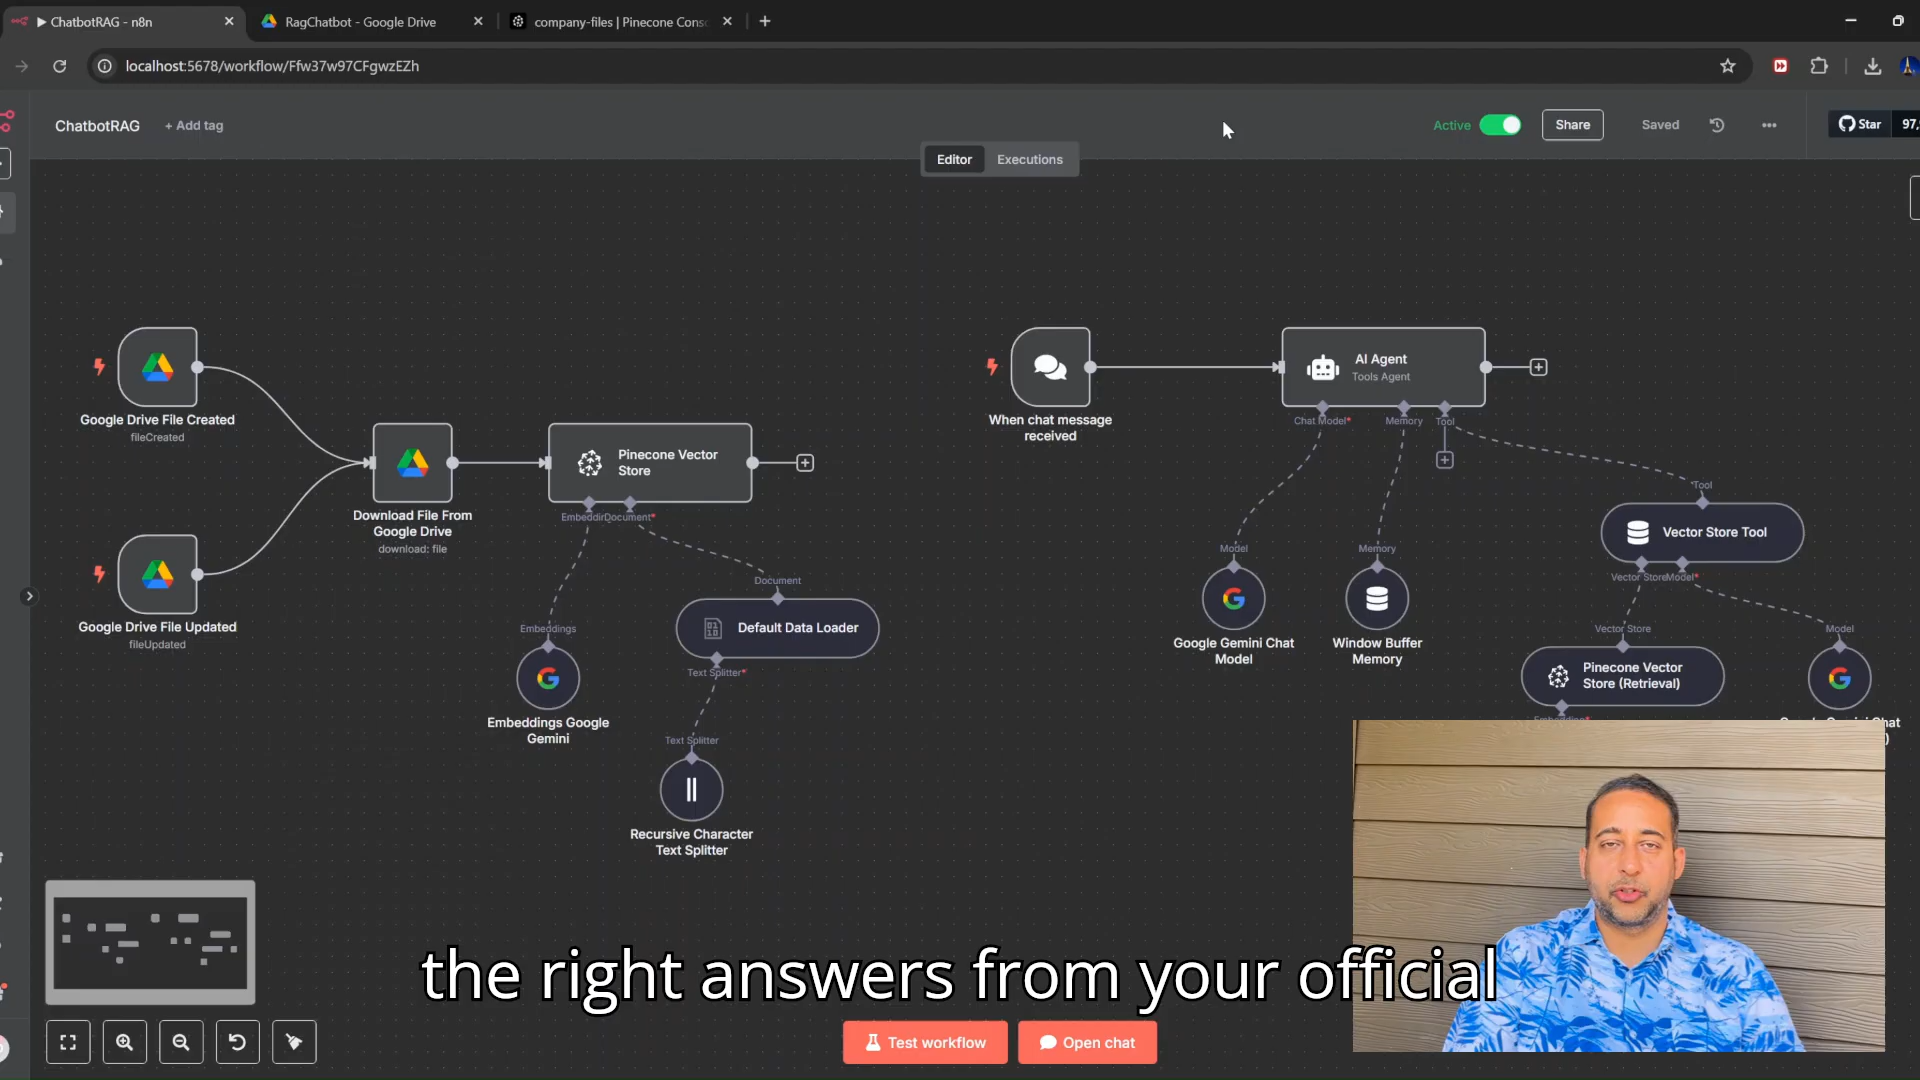 ChatbotRAG - n8n
RagChatbot - Google Drive
company-files | Pinecone Cons
localhost:5678/workflow/Ffw37w97CFgwzEZh
ChatbotRAG
+ Add tag
Active
Share
Saved
Star
97,
Editor
Executions
Google Drive File Created
fileCreated
Google Drive File Updated
fileUpdated
Download File From
Google Drive
download: file
Pinecone Vector
Store
Document*
Embeddings
Embeddings Google
Gemini
Document
Default Data Loader
Text Splitter*
Text Splitter
Recursive Character
Text Splitter
When chat message
received
AI Agent
Tools Agent
Chat Model*
Memory
Tool
Model
Google Gemini Chat
Model
Memory
Window Buffer
Memory
Tool
Vector Store Tool
Vector Store
Model*
Vector Store
Pinecone Vector
Store (Retrieval)
Model
the right answers from your official
Test workflow
Open chat